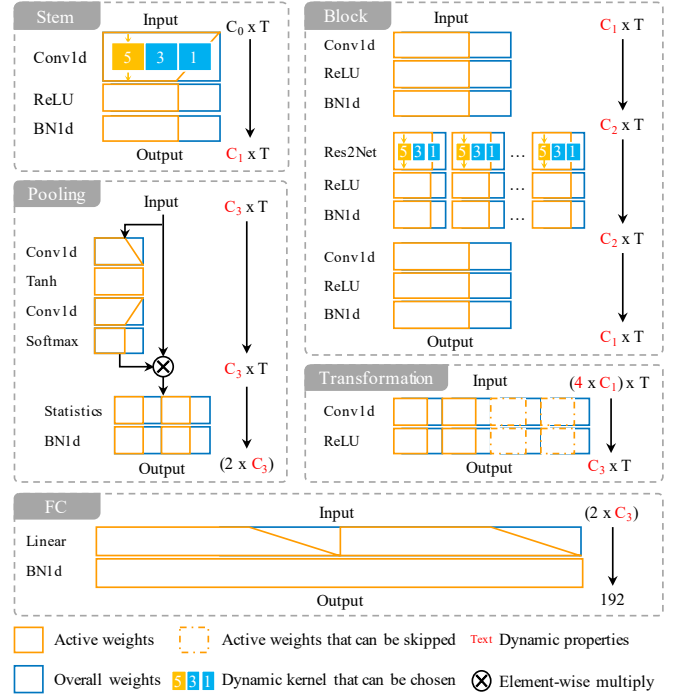 Stem
Input
C0 x T
Conv1d
5 3 1
ReLU
BN1d
Output
C1 x T
Block
Input
C1 x T
Conv1d
ReLU
BN1d
C2 x T
Res2Net
5 3 1 5 3 1 ... 5 3 1
ReLU
BN1d
...
C2 x T
Conv1d
ReLU
BN1d
Output
C1 x T
Pooling
Input
C3 x T
Conv1d
Tanh
Conv1d
Softmax
C3 x T
Statistics
BN1d
Output
(2 x C3)
Transformation
Input
(4 x C1) x T
Conv1d
ReLU
Output
C3 x T
FC
Input
(2 x C3)
Linear
BN1d
Output
192
Active weights
Active weights that can be skipped
Text Dynamic properties
Overall weights
5 3 1 Dynamic kernel that can be chosen
Element-wise multiply